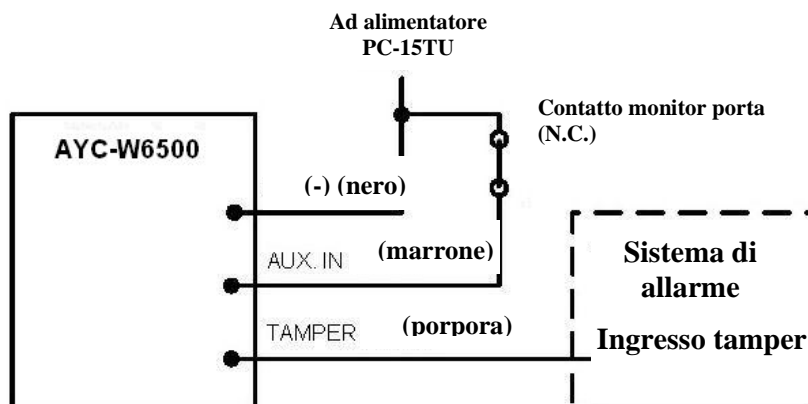 Ad alimentatore
PC-15TU
Contatto monitor porta
(N.C.)
AYC-W6500
(-) (nero)
AUX. IN (marrone)
Sistema di
allarme
TAMPER (porpora)
Ingresso tamper